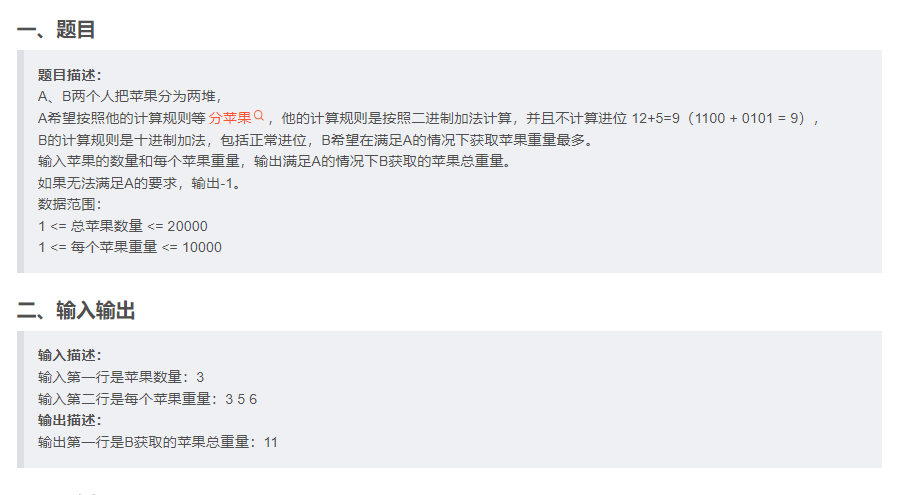 一、题目
题目描述：
A、B两个人把苹果分为两堆，
A希望按照他的计算规则等分苹果，他的计算规则是按照二进制加法计算，并且不计算进位 12+5=9（1100 + 0101 = 9），
B的计算规则是十进制加法，包括正常进位，B希望在满足A的情况下获取苹果重量最多。
输入苹果的数量和每个苹果重量，输出满足A的情况下B获取的苹果总重量。
如果无法满足A的要求，输出-1。
数据范围：
1 <= 总苹果数量 <= 20000
1 <= 每个苹果重量 <= 10000
二、输入输出
输入描述：
输入第一行是苹果数量：3
输入第二行是每个苹果重量：3 5 6
输出描述：
输出第一行是B获取的苹果总重量：11